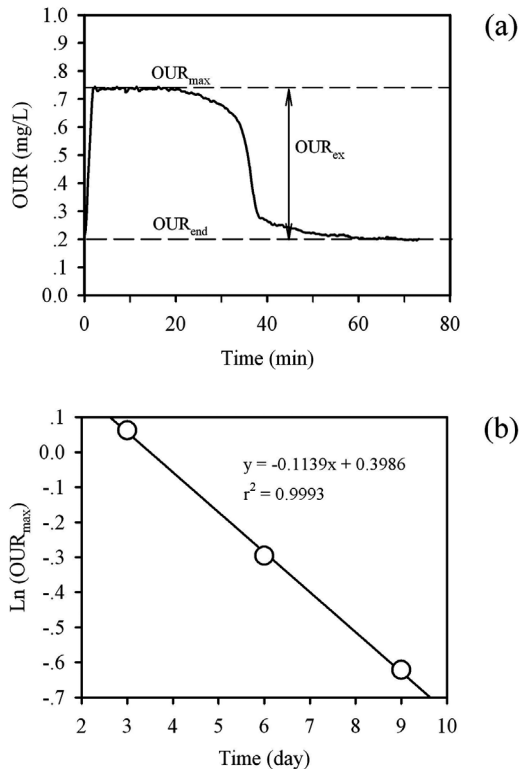 (a)
1.0
.9
.8
.7
.6
.5
.4
.3
.2
.1
0.0
OUR (mg/L)
OURmax
OURex
OURend
0 20 40 60 80
Time (min)
(b)
.1
0.0
-.1
-.2
-.3
-.4
-.5
-.6
-.7
Ln (OURmax)
y = -0.1139x + 0.3986
r² = 0.9993
2 3 4 5 6 7 8 9 10
Time (day)